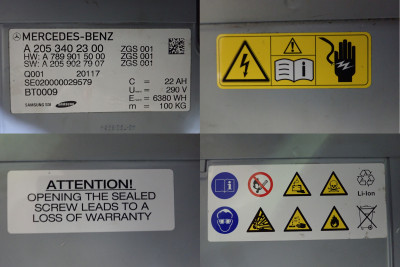 MERCEDES-BENZ
A 205 340 23 00 ZGS 001
HW: A 789 901 50 00 ZGS 001
SW: A 205 902 79 07 ZGS 001
Q001 20117
SE020000029579 C = 22 AH
BT0009 U = 290 V
E = 6380 WH
SAMSUNG SDI SAMSUNG m = 100 KG
ATTENTION!
OPENING THE SEALED
SCREW LEADS TO A
LOSS OF WARRANTY
Li-Ion